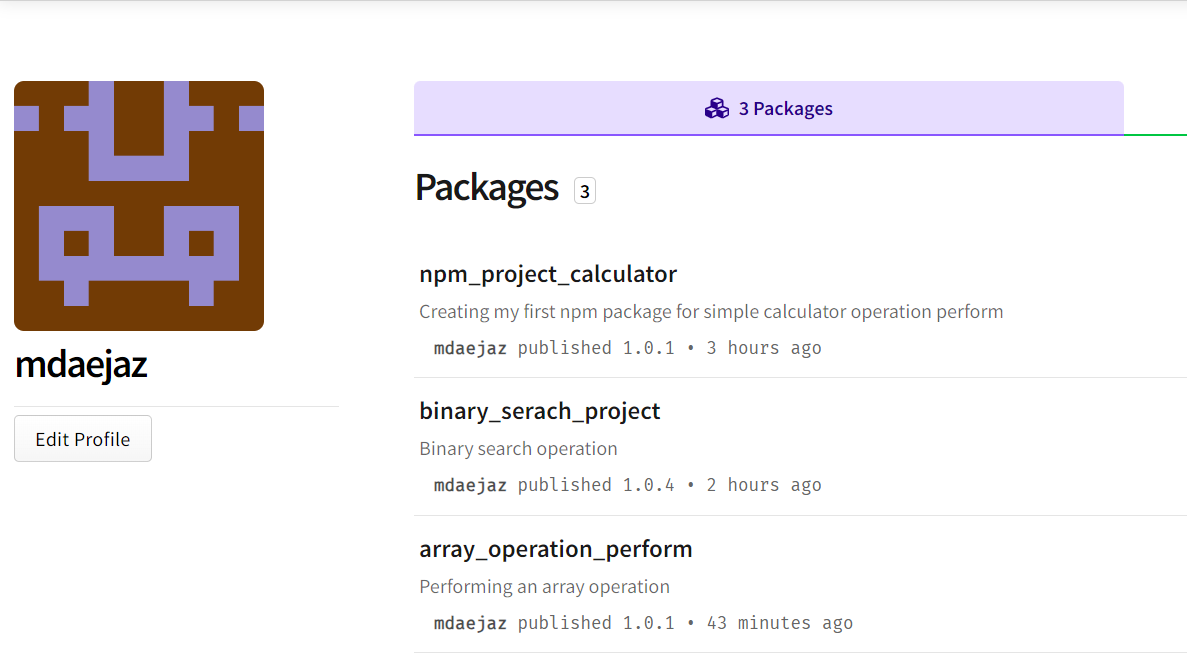 3 Packages
Packages 3
npm_project_calculator
Creating my first npm package for simple calculator operation perform
mdaejaz published 1.0.1 • 3 hours ago
binary_serach_project
Binary search operation
mdaejaz published 1.0.4 • 2 hours ago
array_operation_perform
Performing an array operation
mdaejaz published 1.0.1 • 43 minutes ago
mdaejaz
Edit Profile